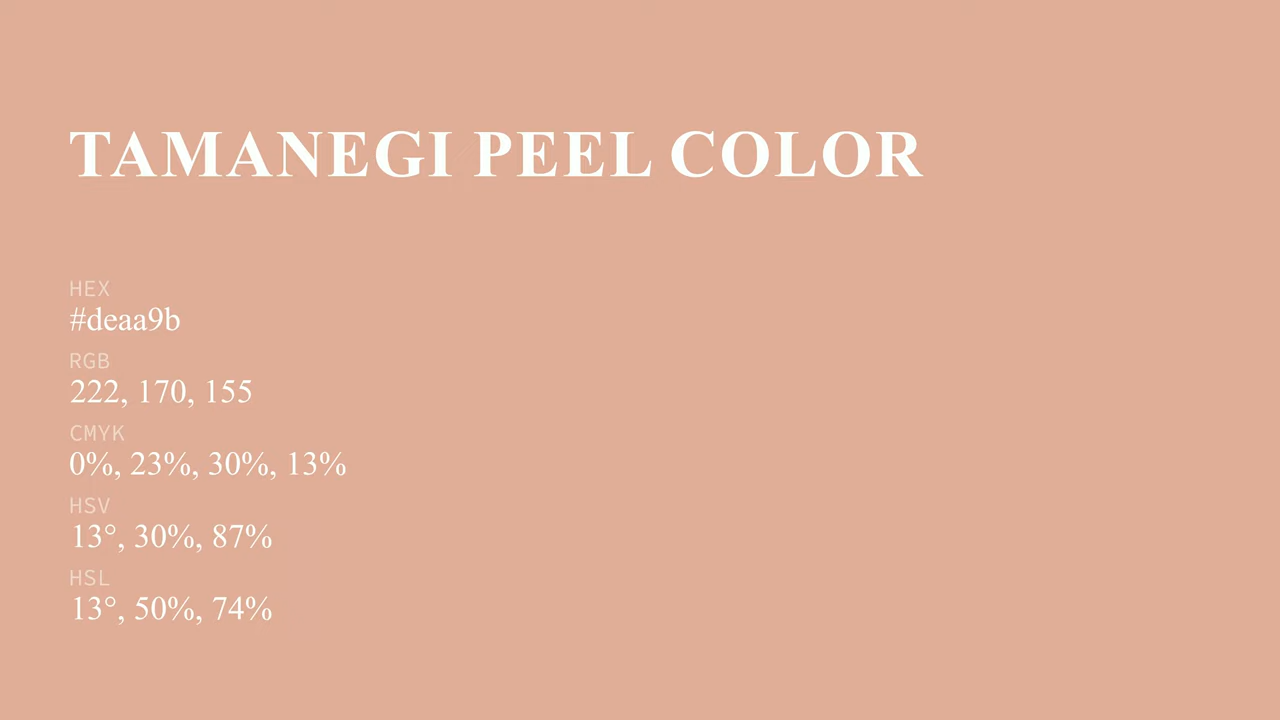 TAMANEGI PEEL COLOR
HEX
#deaa9b
RGB
222, 170, 155
CMYK
0%, 23%, 30%, 13%
HSV
13°, 30%, 87%
HSL
13°, 50%, 74%